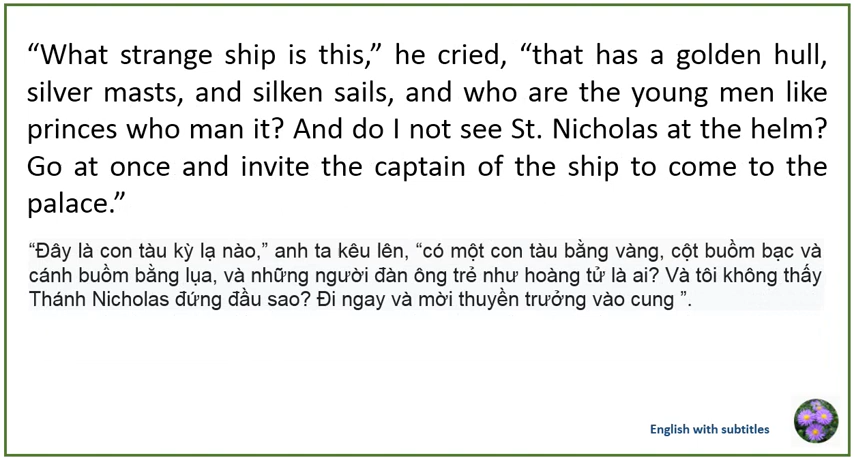 “What strange ship is this,” he cried, “that has a golden hull,
silver masts, and silken sails, and who are the young men like
princes who man it? And do I not see St. Nicholas at the helm?
Go at once and invite the captain of the ship to come to the
palace.”
“Đây là con tàu kỳ lạ nào,” anh ta kêu lên, “có một con tàu bằng vàng, cột buồm bạc và
cánh buồm bằng lụa, và những người đàn ông trẻ như hoàng tử là ai? Và tôi không thấy
Thánh Nicholas đứng đầu sao? Đi ngay và mời thuyền trưởng vào cung ”.
English with subtitles